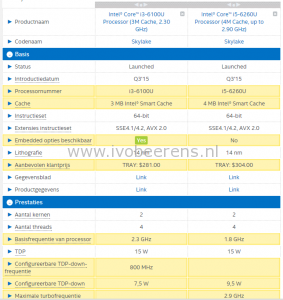 Productnaam Intel® Core™ i3-6100U Processor (3M Cache, 2.30 GHz) Intel® Core™ i5-6260U Processor (4M Cache, up to 2.90 GHz)
Codenaam Skylake Skylake
Basis
Status Launched Launched
Introductiedatum Q3'15 Q3'15
Processornummer i3-6100U i5-6260U
Cache 3 MB Intel® Smart Cache 4 MB Intel® Smart Cache
Instructieset 64-bit 64-bit
Extensies instructieset SSE4.1/4.2, AVX 2.0 SSE4.1/4.2, AVX 2.0
Embedded opties beschikbaar Yes No
Lithografie 14 nm 14 nm
www.ivobeerens.nl
Aanbevolen klantprijs TRAY: $281.00 TRAY: $304.00
Gegevensblad Link Link
Productgegevens Link Link
Prestaties
Aantal kernen 2 2
Aantal threads 4 4
Basisfrequentie van processor 2.3 GHz 1.8 GHz
TDP 15 W 15 W
Configureerbare TDP-down-frequentie 800 MHz
Configureerbare TDP-down 7,5 W 9,5 W
Maximale turbofrequentie 2.9 GHz